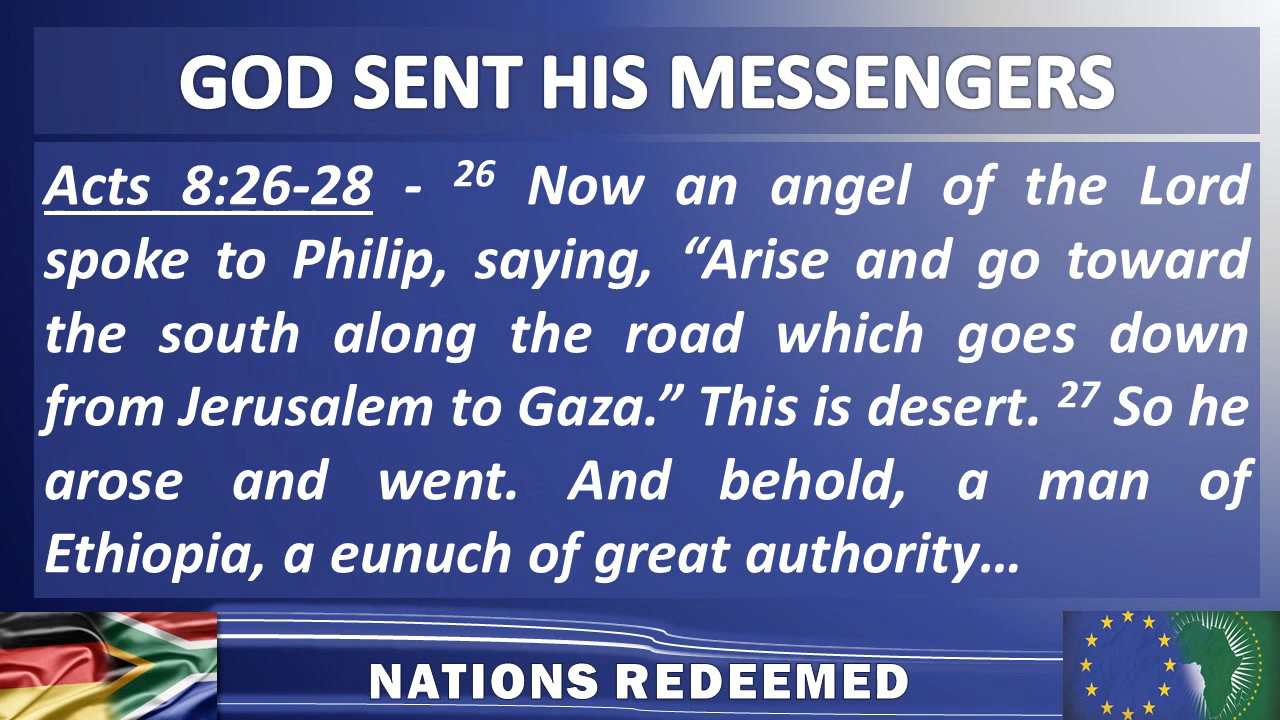 GOD SENT HIS MESSENGERS
Acts 8:26-28 - 26 Now an angel of the Lord
spoke to Philip, saying, “Arise and go toward
the south along the road which goes down
from Jerusalem to Gaza.” This is desert. 27 So he
arose and went. And behold, a man of
Ethiopia, a eunuch of great authority…
NATIONS REDEEMED